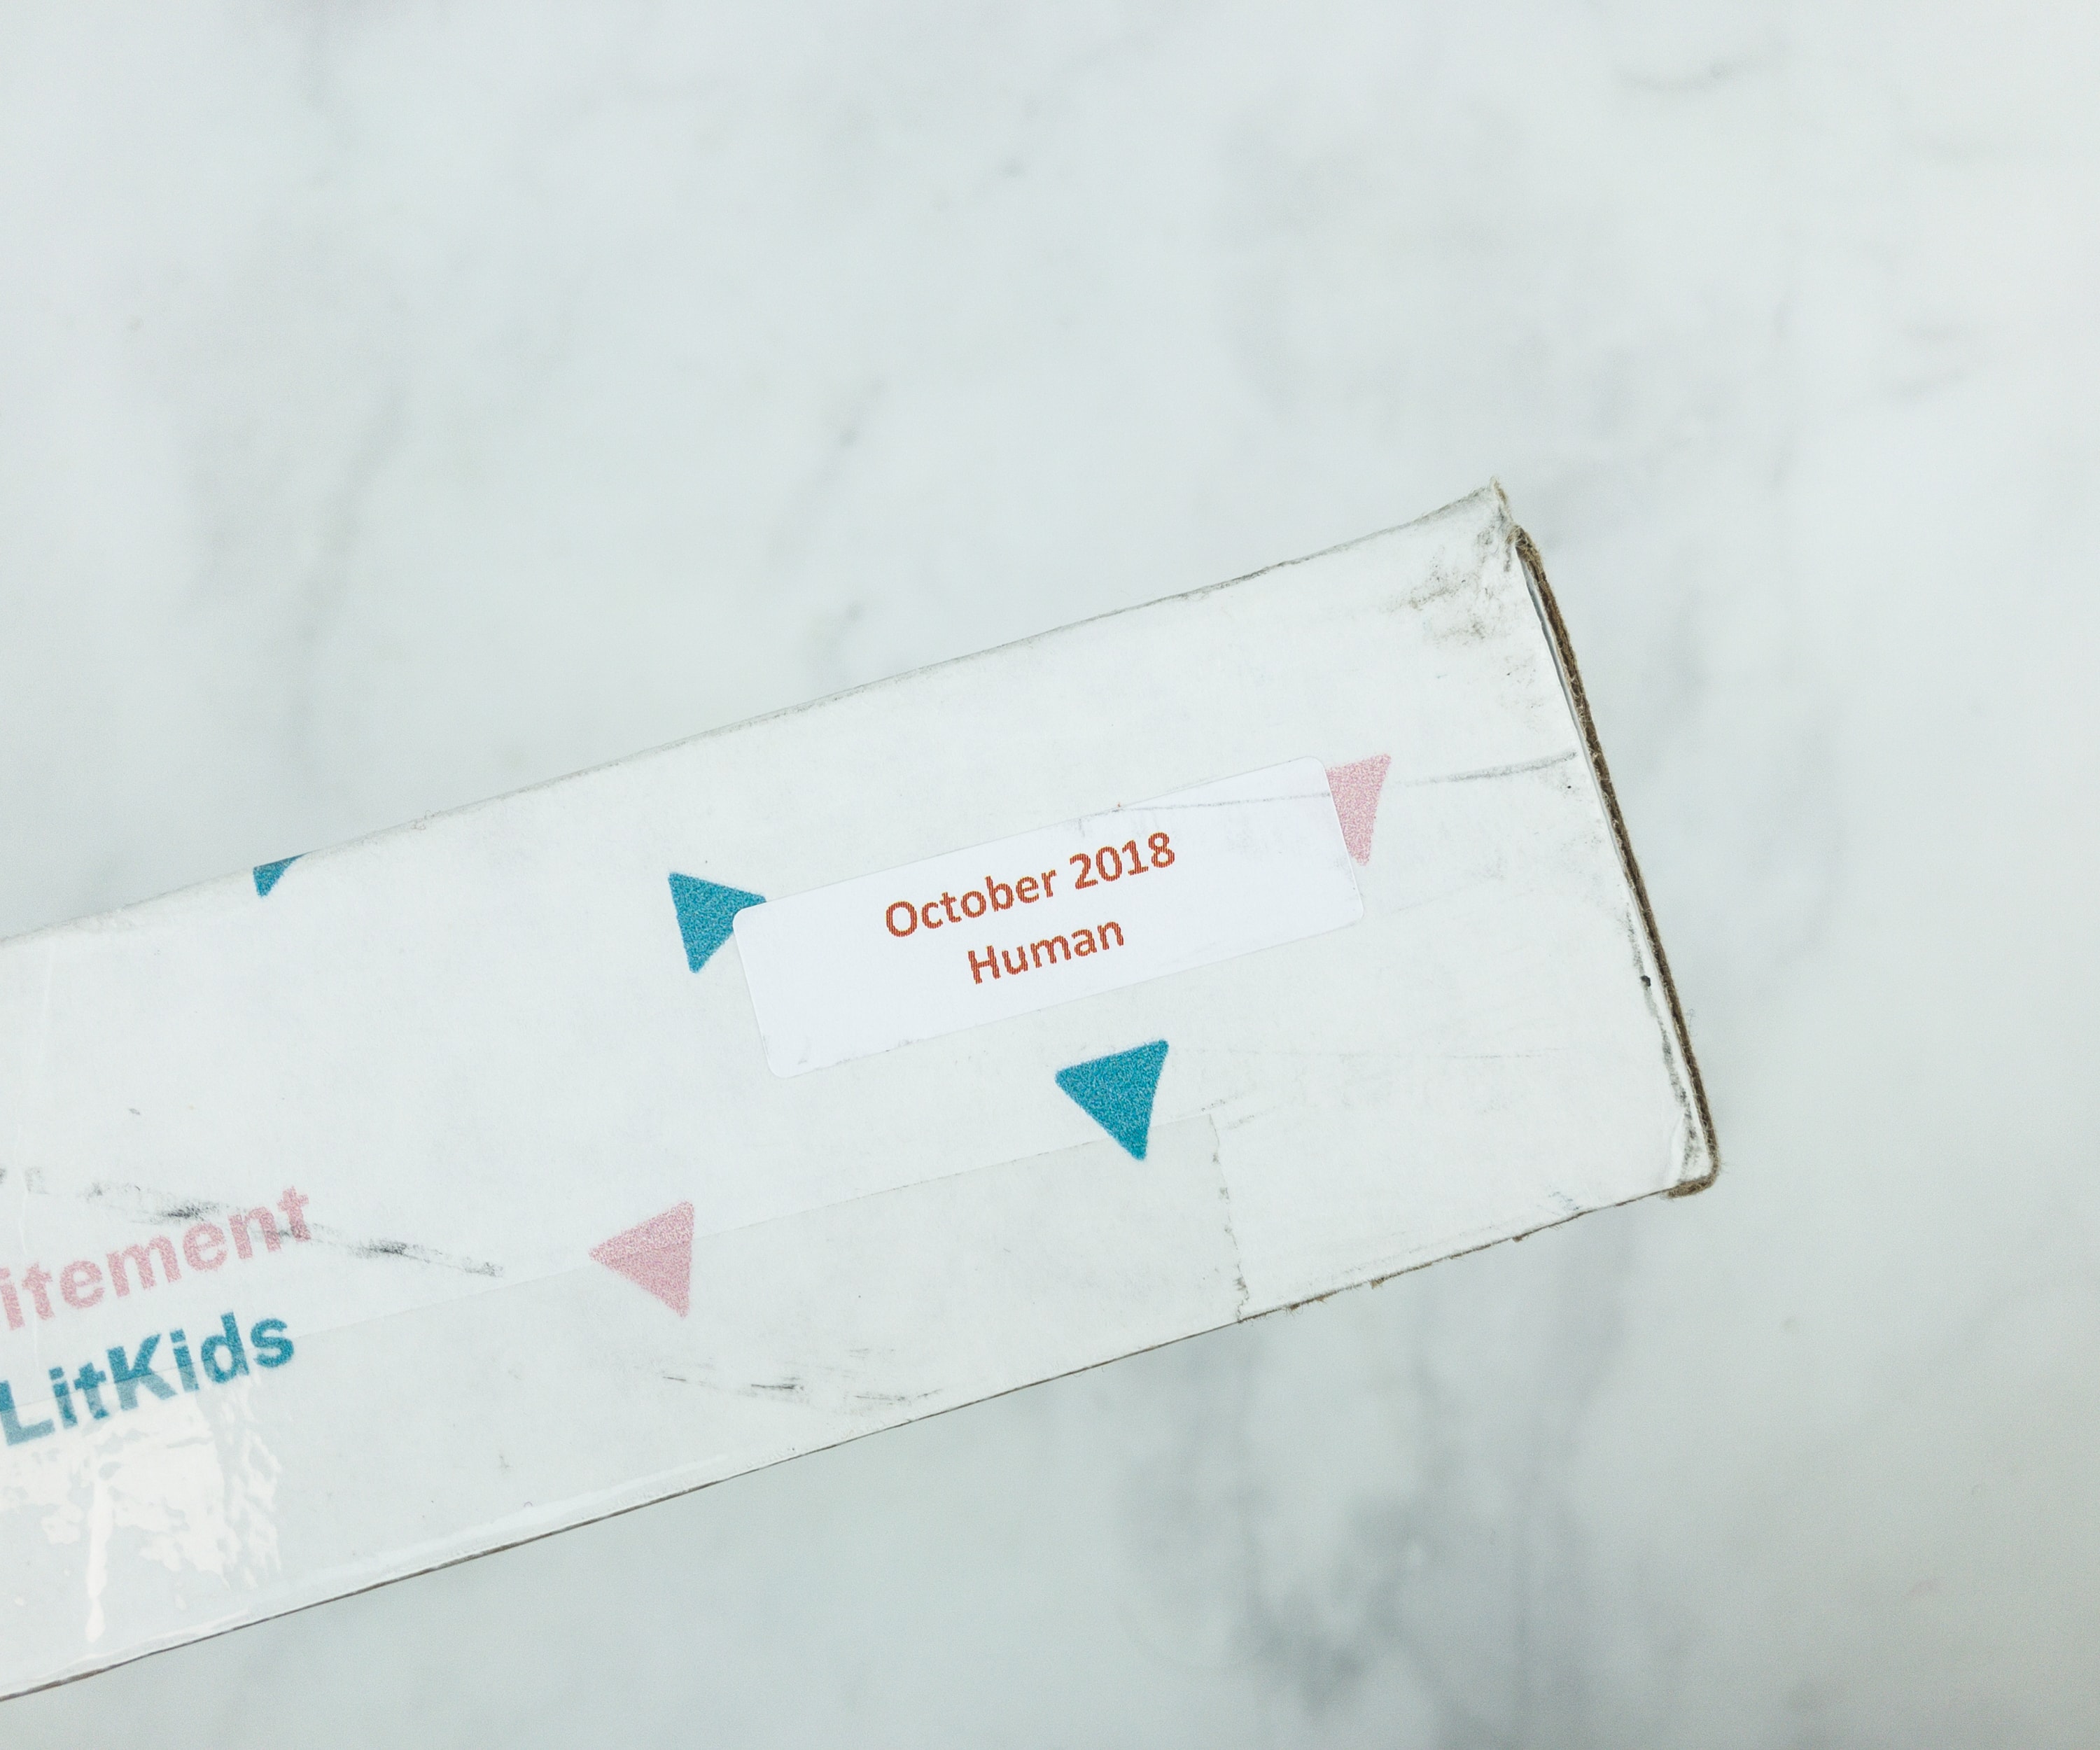 October 2018
Human
itement
LitKids